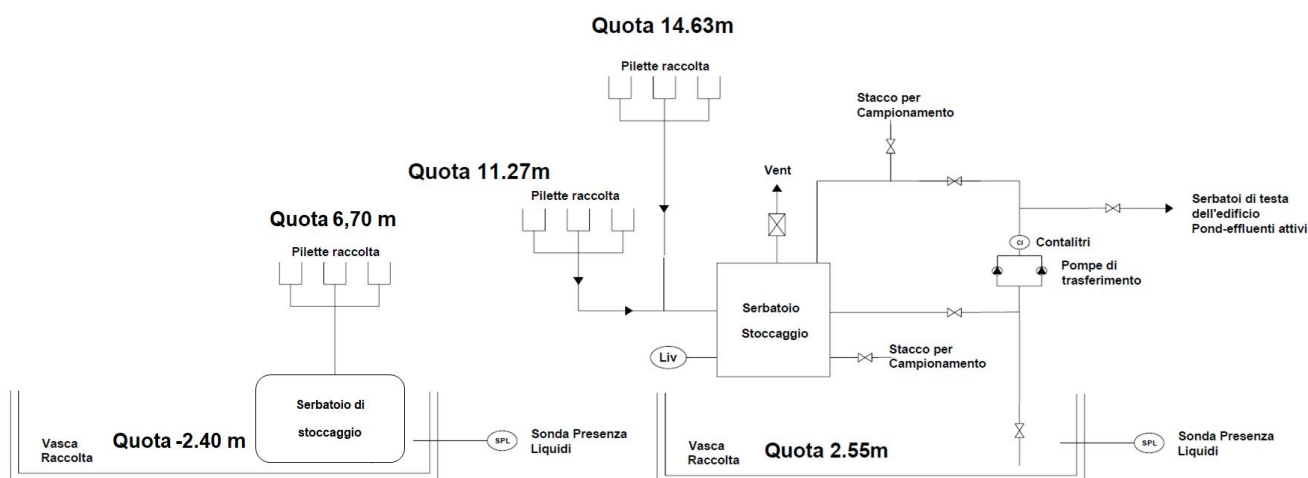 Quota 14.63m
Pilette raccolta
Stacco per
Campionamento
Quota 11.27m
Pilette raccolta
Vent
Quota 6,70 m
Pilette raccolta
Serbatoi di testa
dell'edificio
Pond-effluenti attivi
Cl
Contalitri
Pompe di
trasferimento
Serbatoio
Stoccaggio
Liv
Stacco per
Campionamento
Serbatoio di
stoccaggio
Vasca
Raccolta
Quota -2.40 m
SPL
Sonda Presenza
Liquidi
Vasca
Raccolta
Quota 2.55m
SPL
Sonda Presenza
Liquidi